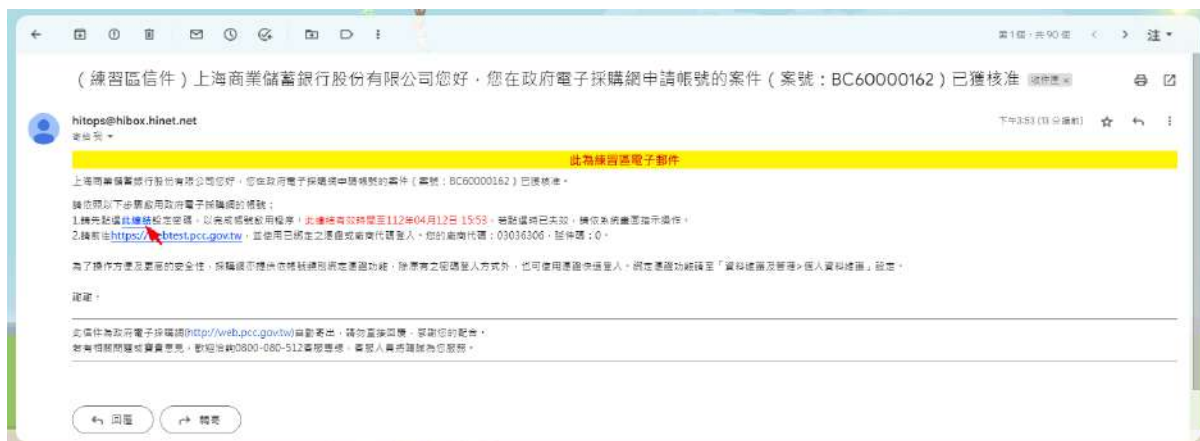 第1個，共90個
注
（練習區信件）上海商業儲蓄銀行股份有限公司您好，您在政府電子採購網申請帳號的案件（案號：BC60000162）已獲核准 收件匣 x
hitops@hibox.hinet.net
下午3:53 (13 分鐘前)
寄給 我
此為練習區電子郵件
上海商業儲蓄銀行股份有限公司您好，您在政府電子採購網申請帳號的案件（案號：BC60000162）已獲核准。
請依照以下步驟啟用政府電子採購網的帳號：
1.請先點選此連結設定密碼，以完成帳號啟用程序，此連結有效時間至112年04月12日 15:53，若點選時已失效，請依系統畫面指示操作。
2.請前往https://webtest.pcc.gov.tw，並使用已綁定之憑證或廠商代碼登入。您的廠商代碼：03036306，延伸碼：0。
為了操作方便及更高的安全性，採購網亦提供依帳號類別綁定憑證功能，除原有之密碼登入方式外，也可使用憑證快速登入。綁定憑證功能請至「資料維護及管理>個人資料維護」設定。
謝謝。
此信件為政府電子採購網(http://web.pcc.gov.tw)自動寄出，請勿直接回覆，感謝您的配合。
若有相關問題或寶貴意見，歡迎洽詢0800-080-512客服專線，客服人員將竭誠為您服務。
回覆
轉寄